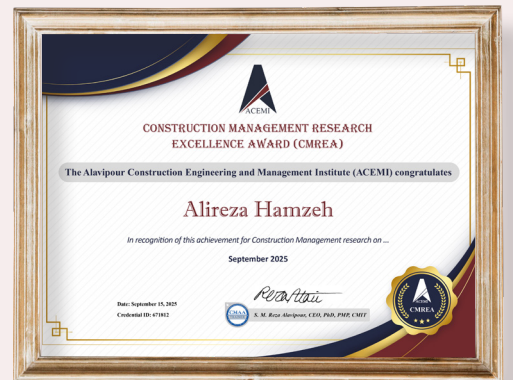 ACEMI
CONSTRUCTION MANAGEMENT RESEARCH
EXCELLENCE AWARD (CMREA)
The Alavipour Construction Engineering and Management Institute (ACEMI) congratulates
Alireza Hamzeh
In recognition of this achievement for Construction Management research on ...
September 2025
Date: September 15, 2025
Credential ID: 671012
CMAA
S. M. Reza Alavipour, CEO, PhD, PMP, CMIT
CMREA